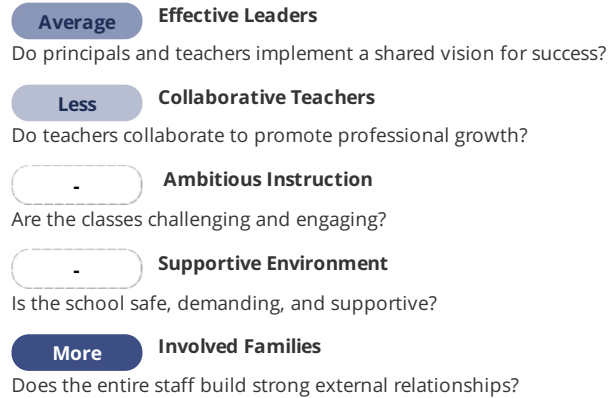 Average Effective Leaders
Do principals and teachers implement a shared vision for success?
Less Collaborative Teachers
Do teachers collaborate to promote professional growth?
- Ambitious Instruction
Are the classes challenging and engaging?
- Supportive Environment
Is the school safe, demanding, and supportive?
More Involved Families
Does the entire staff build strong external relationships?